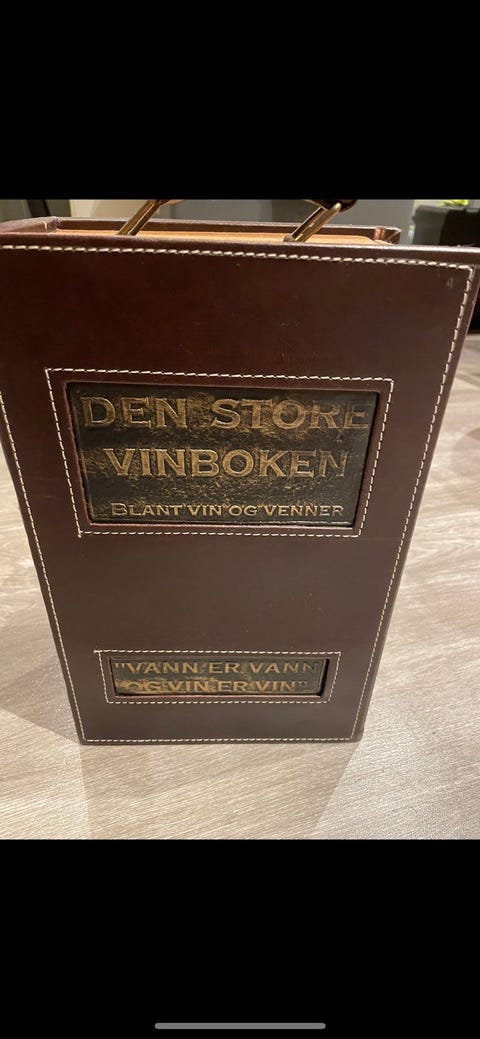 DEN STORE
VINBOKEN
BLANT VIN OG VENNER
"VANN ER VANN
OG VIN ER VIN"